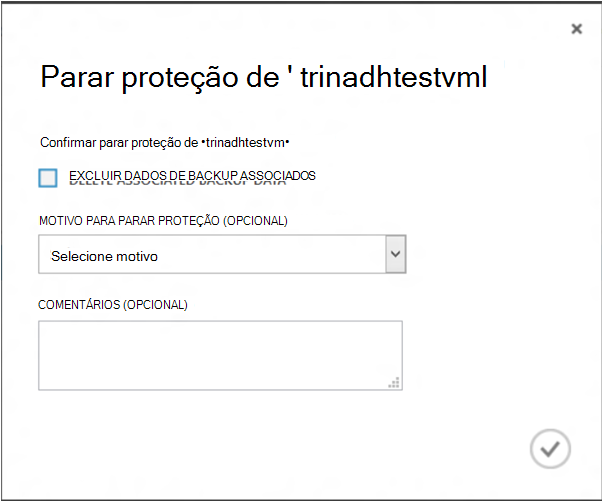 Parar proteção de ' trinadhtestvml
Confirmar parar proteção de •trinadhtestvm•
EXCLUIR DADOS DE BACKUP ASSOCIADOS
DELETE ASSOCIATED BACKUP DATA
MOTIVO PARA PARAR PROTEÇÃO (OPCIONAL)
Selecione motivo
COMENTÁRIOS (OPCIONAL)